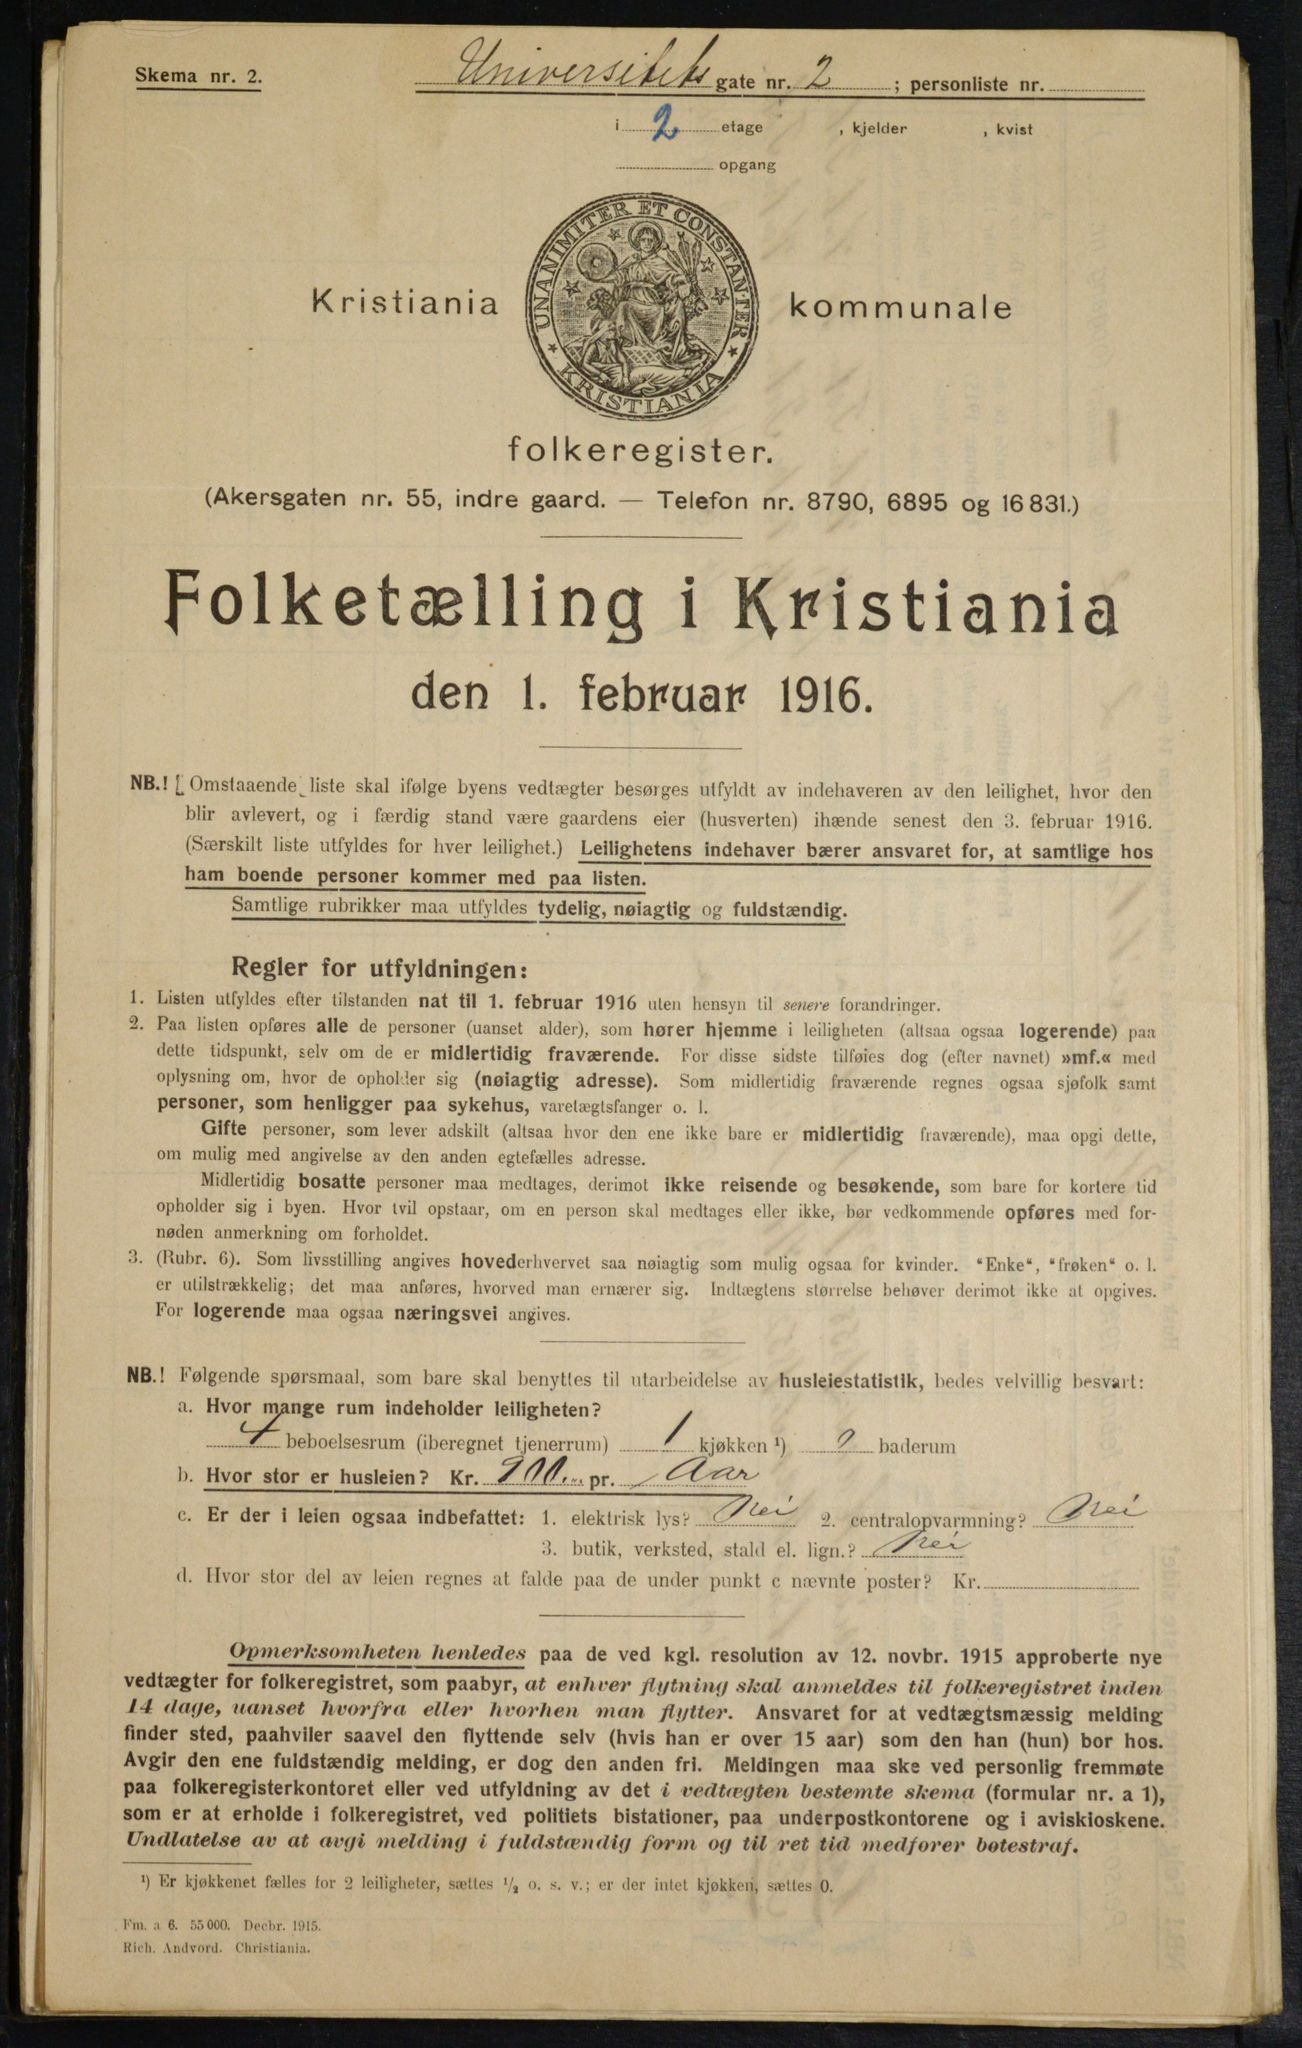 Skema nr. 2.
Universitets gate nr. 2 ; personliste nr.
i 2 etage , kjelder , kvist
opgang
UNANIMITER ET CONSTANTER
KRISTIANIA
Kristiania kommunale
folkeregister.
(Akersgaten nr. 55, indre gaard. — Telefon nr. 8790, 6895 og 16831.)
Folketælling i Kristiania
den 1. februar 1916.
NB.! [Omstaaende] liste skal ifølge byens vedtægter besørges utfyldt av indehaveren av den leilighet, hvor den
blir avlevert, og i færdig stand være gaardens eier (husverten) ihænde senest den 3. februar 1916.
(Særskilt liste utfyldes for hver leilighet.) Leilighetens indehaver bærer ansvaret for, at samtlige hos
ham boende personer kommer med paa listen.
Samtlige rubrikker maa utfyldes tydelig, nøiagtig og fuldstændig.
Regler for utfyldningen:
1. Listen utfyldes efter tilstanden nat til 1. februar 1916 uten hensyn til senere forandringer.
2. Paa listen opføres alle de personer (uanset alder), som hører hjemme i leiligheten (altsaa ogsaa logerende) paa
dette tidspunkt, selv om de er midlertidig fraværende. For disse sidste tilføies dog (efter navnet) »mf.« med
oplysning om, hvor de opholder sig (nøiagtig adresse). Som midlertidig fraværende regnes ogsaa sjøfolk samt
personer, som henligger paa sykehus, varetægtsfanger o. l.
Gifte personer, som lever adskilt (altsaa hvor den ene ikke bare er midlertidig fraværende), maa opgi dette,
om mulig med angivelse av den anden egtefælles adresse.
Midlertidig bosatte personer maa medtages, derimot ikke reisende og besøkende, som bare for kortere tid
opholder sig i byen. Hvor tvil opstaar, om en person skal medtages eller ikke, bør vedkommende opføres med for-
nøden anmerkning om forholdet.
3. (Rubr. 6). Som livsstilling angives hovederhvervet saa nøiagtig som mulig ogsaa for kvinder. "Enke", "frøken" o. l.
er utilstrækkelig; det maa anføres, hvorved man ernærer sig. Indtægtens størrelse behøver derimot ikke at opgives.
For logerende maa ogsaa næringsvei angives.
NB.! Følgende spørsmaal, som bare skal benyttes til utarbeidelse av husleiestatistik, bedes velvillig besvart:
a. Hvor mange rum indeholder leiligheten?
4 beboelsesrum (iberegnet tjenerrum) 1 kjøkken ¹) baderum
b. Hvor stor er husleien? Kr. 900 pr. Aar
c. Er der i leien ogsaa indbefattet: 1. elektrisk lys? Nei 2. centralopvarmning? Nei
3. butik, verksted, stald el. lign.? Nei
d. Hvor stor del av leien regnes at falde paa de under punkt c nævnte poster? Kr.
Opmerksomheten henledes paa de ved kgl. resolution av 12. novbr. 1915 approberte nye
vedtægter for folkeregistret, som paabyr, at enhver flytning skal anmeldes til folkeregistret inden
14 dage, uanset hvorfra eller hvorhen man flytter. Ansvaret for at vedtægtsmæssig melding
finder sted, paahviler saavel den flyttende selv (hvis han er over 15 aar) som den han (hun) bor hos.
Avgir den ene fuldstændig melding, er dog den anden fri. Meldingen maa ske ved personlig fremmøte
paa folkeregisterkontoret eller ved utfyldning av det i vedtægten bestemte skema (formular nr. a 1),
som er at erholde i folkeregistret, ved politiets bistationer, paa underpostkontorene og i aviskioskene.
Undlatelse av at avgi melding i fuldstændig form og til ret tid medfører bøtestraf.
¹) Er kjøkkenet fælles for 2 leiligheter, sættes ½ o. s. v.; er der intet kjøkken, sættes 0.
Fm. a 6. 55000. Decbr. 1915.
Rich. Andvord. Christiania.